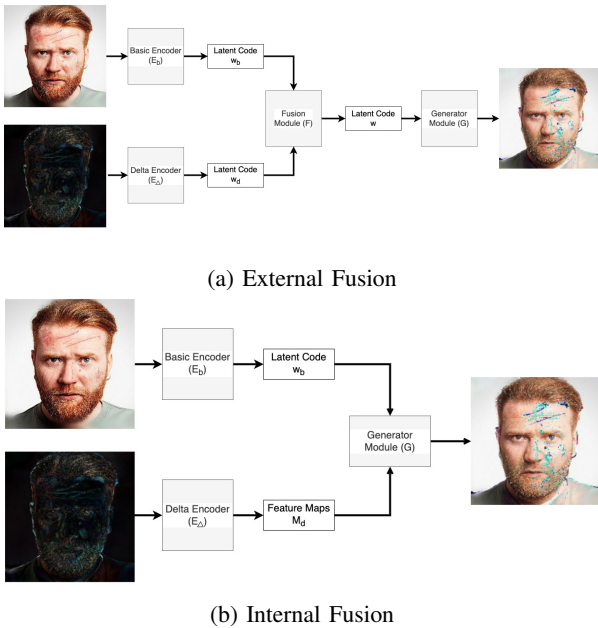 Basic Encoder
(E_b)
Latent Code
w_b
Fusion
Module (F)
Latent Code
w
Generator
Module (G)
Delta Encoder
(E_△)
Latent Code
w_d
(a) External Fusion
Basic Encoder
(E_b)
Latent Code
w_b
Generator
Module (G)
Delta Encoder
(E_△)
Feature Maps
M_d
(b) Internal Fusion